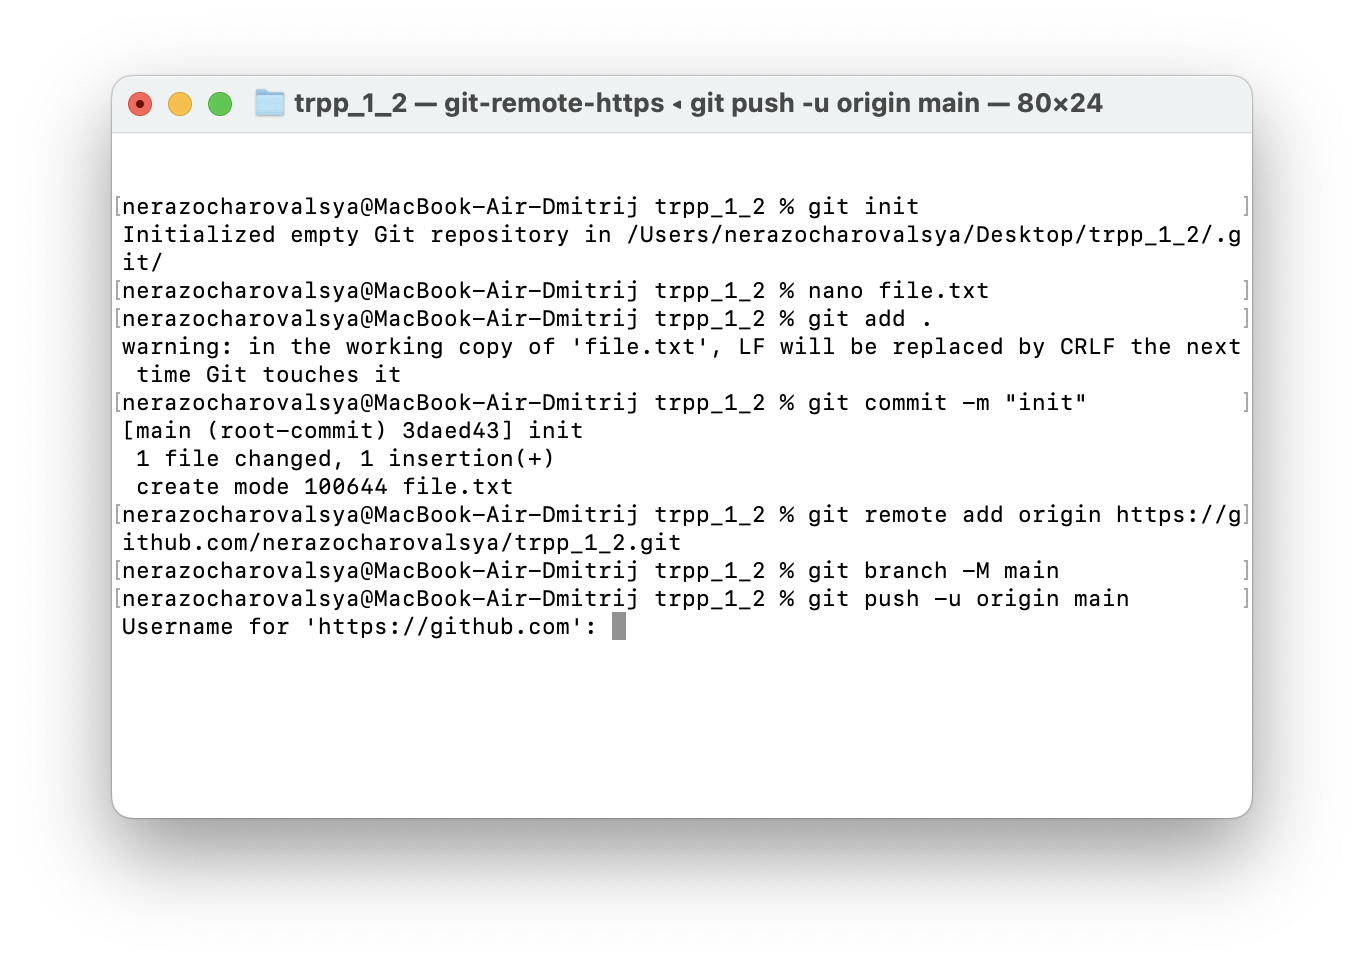 trpp_1_2 — git-remote-https ◂ git push -u origin main — 80×24
[nerazocharovalsya@MacBook-Air-Dmitrij trpp_1_2 % git init ]
Initialized empty Git repository in /Users/nerazocharovalsya/Desktop/trpp_1_2/.g
it/
[nerazocharovalsya@MacBook-Air-Dmitrij trpp_1_2 % nano file.txt ]
[nerazocharovalsya@MacBook-Air-Dmitrij trpp_1_2 % git add . ]
warning: in the working copy of 'file.txt', LF will be replaced by CRLF the next
 time Git touches it
[nerazocharovalsya@MacBook-Air-Dmitrij trpp_1_2 % git commit -m "init" ]
[main (root-commit) 3daed43] init
 1 file changed, 1 insertion(+)
 create mode 100644 file.txt
[nerazocharovalsya@MacBook-Air-Dmitrij trpp_1_2 % git remote add origin https://g]
ithub.com/nerazocharovalsya/trpp_1_2.git
[nerazocharovalsya@MacBook-Air-Dmitrij trpp_1_2 % git branch -M main ]
[nerazocharovalsya@MacBook-Air-Dmitrij trpp_1_2 % git push -u origin main ]
Username for 'https://github.com':